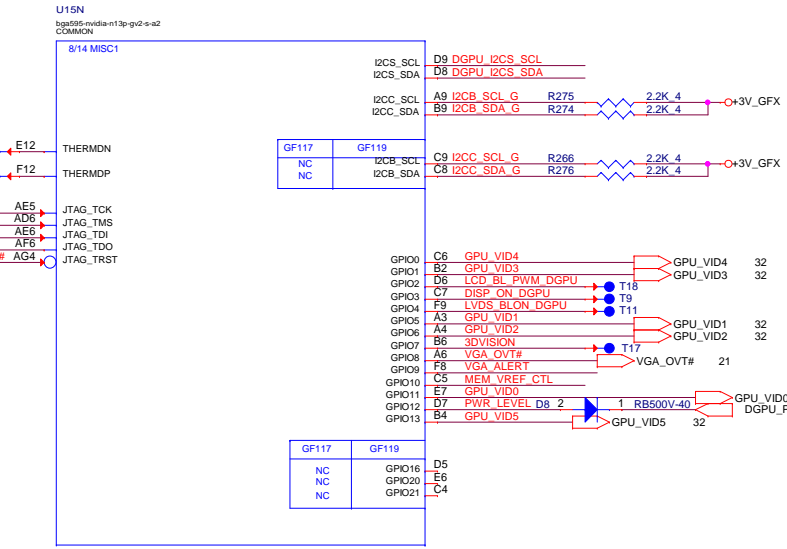 U15N
bga595-nvidia-n13p-gv2-s-a2
COMMON
8/14 MISC1
I2CS_SCL D9 DGPU_I2CS_SCL
I2CS_SDA D8 DGPU_I2CS_SDA
I2CC_SCL A9 I2CB_SCL_G R275 2.2K_4 +3V_GFX
I2CC_SDA B9 I2CB_SDA_G R274 2.2K_4
E12 THERMDN
GF117 GF119
NC I2CB_SCL C9 I2CC_SCL_G R266 2.2K_4 +3V_GFX
F12 THERMDP
NC I2CB_SDA C8 I2CC_SDA_G R276 2.2K_4
AE5 JTAG_TCK
AD6 JTAG_TMS
AE6 JTAG_TDI
AF6 JTAG_TDO
# AG4 JTAG_TRST
GPIO0 C6 GPU_VID4 GPU_VID4 32
GPIO1 B2 GPU_VID3 GPU_VID3 32
GPIO2 D6 LCD_BL_PWM_DGPU T18
GPIO3 C7 DISP_ON_DGPU T9
GPIO4 F9 LVDS_BLON_DGPU T11
GPIO5 A3 GPU_VID1 GPU_VID1 32
GPIO6 A4 GPU_VID2 GPU_VID2 32
GPIO7 B6 3DVISION T17
GPIO8 A6 VGA_OVT# VGA_OVT# 21
GPIO9 F8 VGA_ALERT
GPIO10 C5 MEM_VREF_CTL
GPIO11 E7 GPU_VID0 GPU_VID0
GPIO12 D7 PWR_LEVEL D8 2 1 RB500V-40 DGPU_P
GPIO13 B4 GPU_VID5 GPU_VID5 32
GF117 GF119
NC GPIO16 D5
NC GPIO20 E6
NC GPIO21 C4